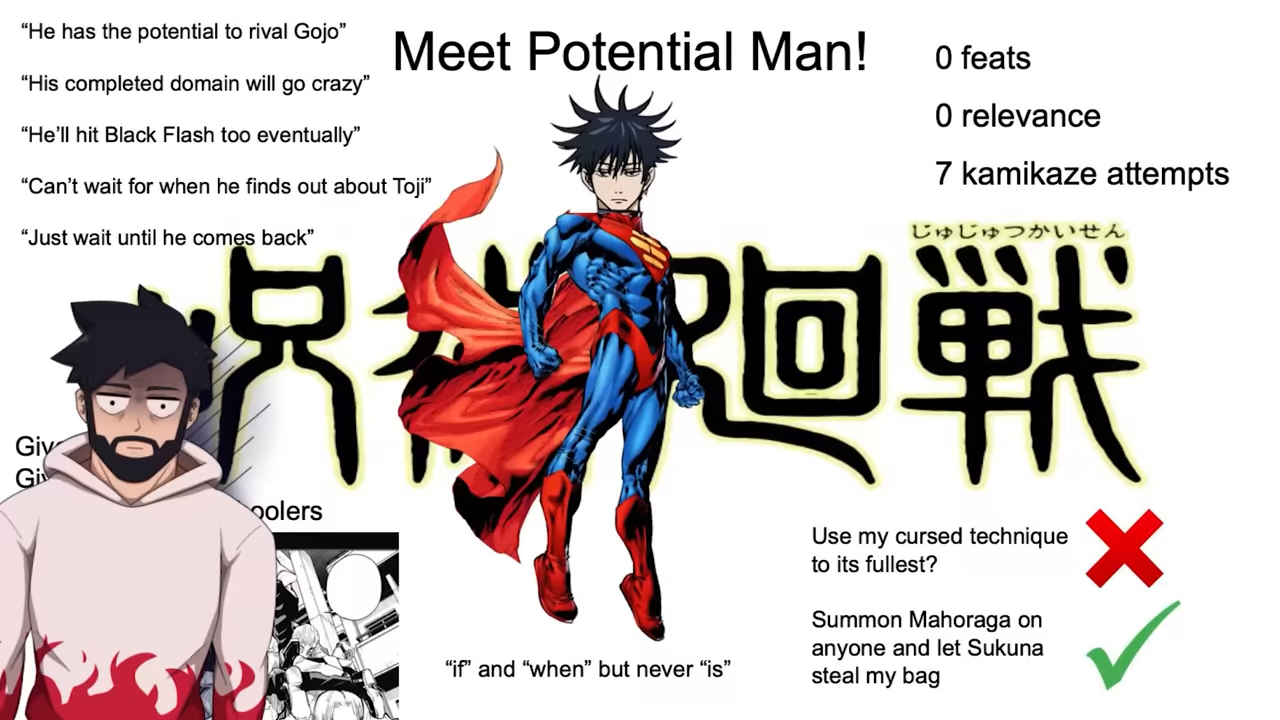 “He has the potential to rival Gojo”
“His completed domain will go crazy”
“He’ll hit Black Flash too eventually”
“Can’t wait for when he finds out about Toji”
“Just wait until he comes back”
Meet Potential Man!
0 feats
0 relevance
7 kamikaze attempts
じゅじゅつかいせん
呪術廻戦
“if” and “when” but never “is”
Use my cursed technique
to its fullest?
Summon Mahoraga on
anyone and let Sukuna
steal my bag